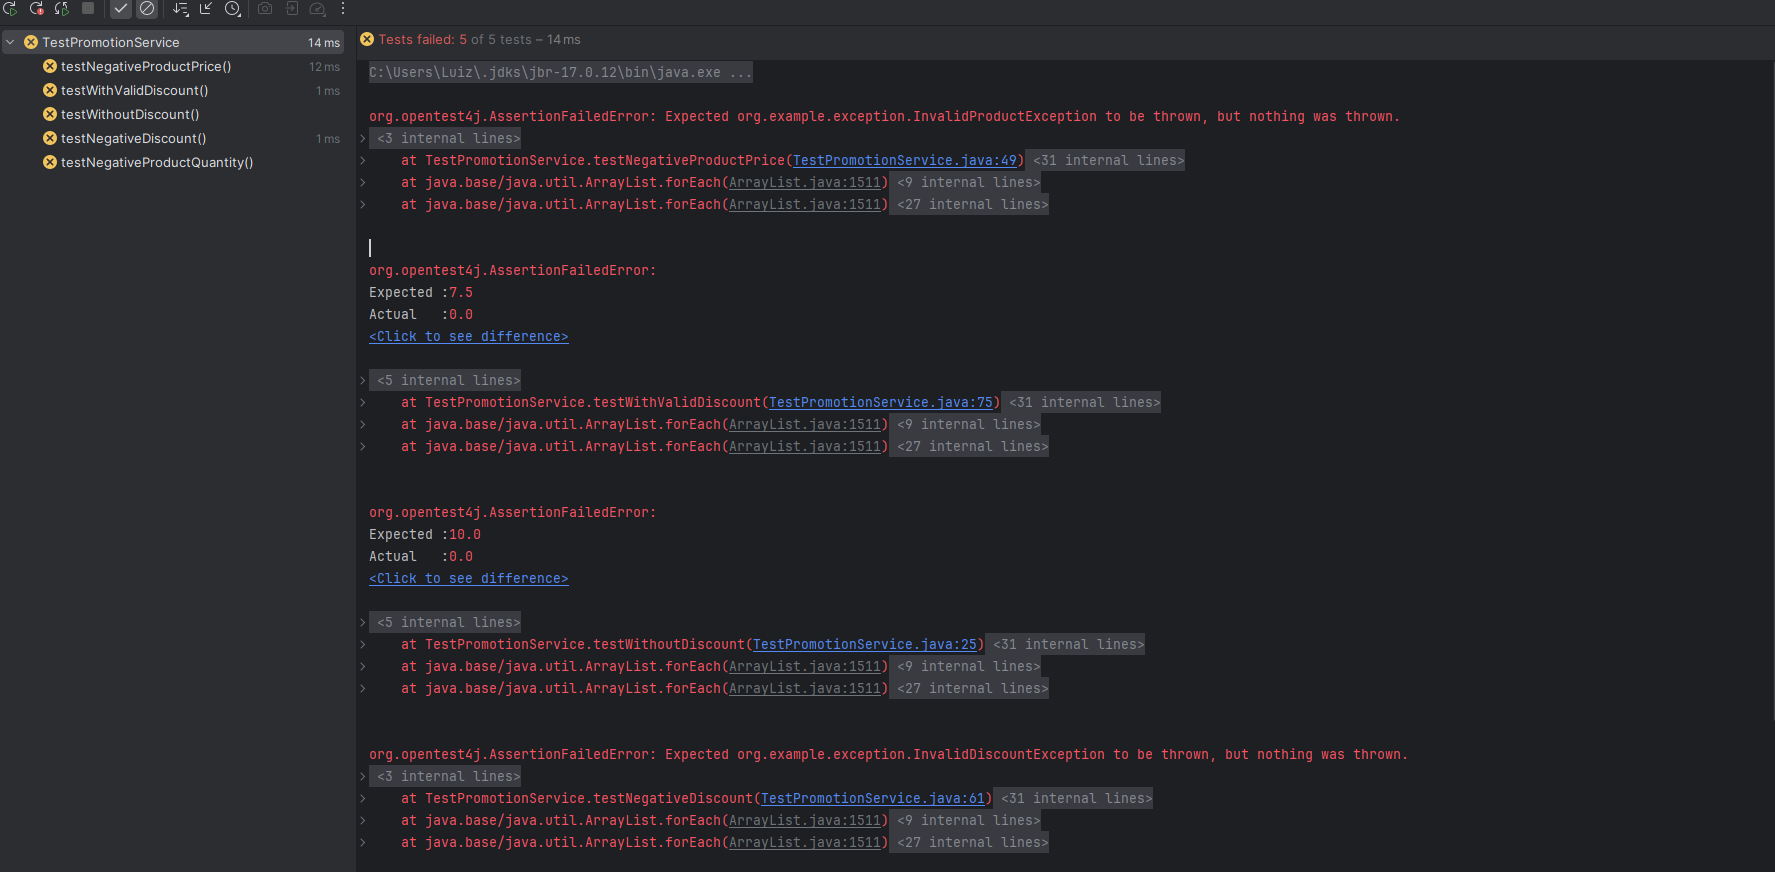 TestPromotionService 14 ms
testNegativeProductPrice() 12 ms
testWithValidDiscount() 1 ms
testWithoutDiscount()
testNegativeDiscount() 1 ms
testNegativeProductQuantity()
Tests failed: 5 of 5 tests – 14 ms
C:\Users\Luiz\.jdks\jbr-17.0.12\bin\java.exe ...
org.opentest4j.AssertionFailedError: Expected org.example.exception.InvalidProductException to be thrown, but nothing was thrown.
<3 internal lines>
at TestPromotionService.testNegativeProductPrice(TestPromotionService.java:49) <31 internal lines>
at java.base/java.util.ArrayList.forEach(ArrayList.java:1511) <9 internal lines>
at java.base/java.util.ArrayList.forEach(ArrayList.java:1511) <27 internal lines>
org.opentest4j.AssertionFailedError:
Expected :7.5
Actual   :0.0
<Click to see difference>
<5 internal lines>
at TestPromotionService.testWithValidDiscount(TestPromotionService.java:75) <31 internal lines>
at java.base/java.util.ArrayList.forEach(ArrayList.java:1511) <9 internal lines>
at java.base/java.util.ArrayList.forEach(ArrayList.java:1511) <27 internal lines>
org.opentest4j.AssertionFailedError:
Expected :10.0
Actual   :0.0
<Click to see difference>
<5 internal lines>
at TestPromotionService.testWithoutDiscount(TestPromotionService.java:25) <31 internal lines>
at java.base/java.util.ArrayList.forEach(ArrayList.java:1511) <9 internal lines>
at java.base/java.util.ArrayList.forEach(ArrayList.java:1511) <27 internal lines>
org.opentest4j.AssertionFailedError: Expected org.example.exception.InvalidDiscountException to be thrown, but nothing was thrown.
<3 internal lines>
at TestPromotionService.testNegativeDiscount(TestPromotionService.java:61) <31 internal lines>
at java.base/java.util.ArrayList.forEach(ArrayList.java:1511) <9 internal lines>
at java.base/java.util.ArrayList.forEach(ArrayList.java:1511) <27 internal lines>